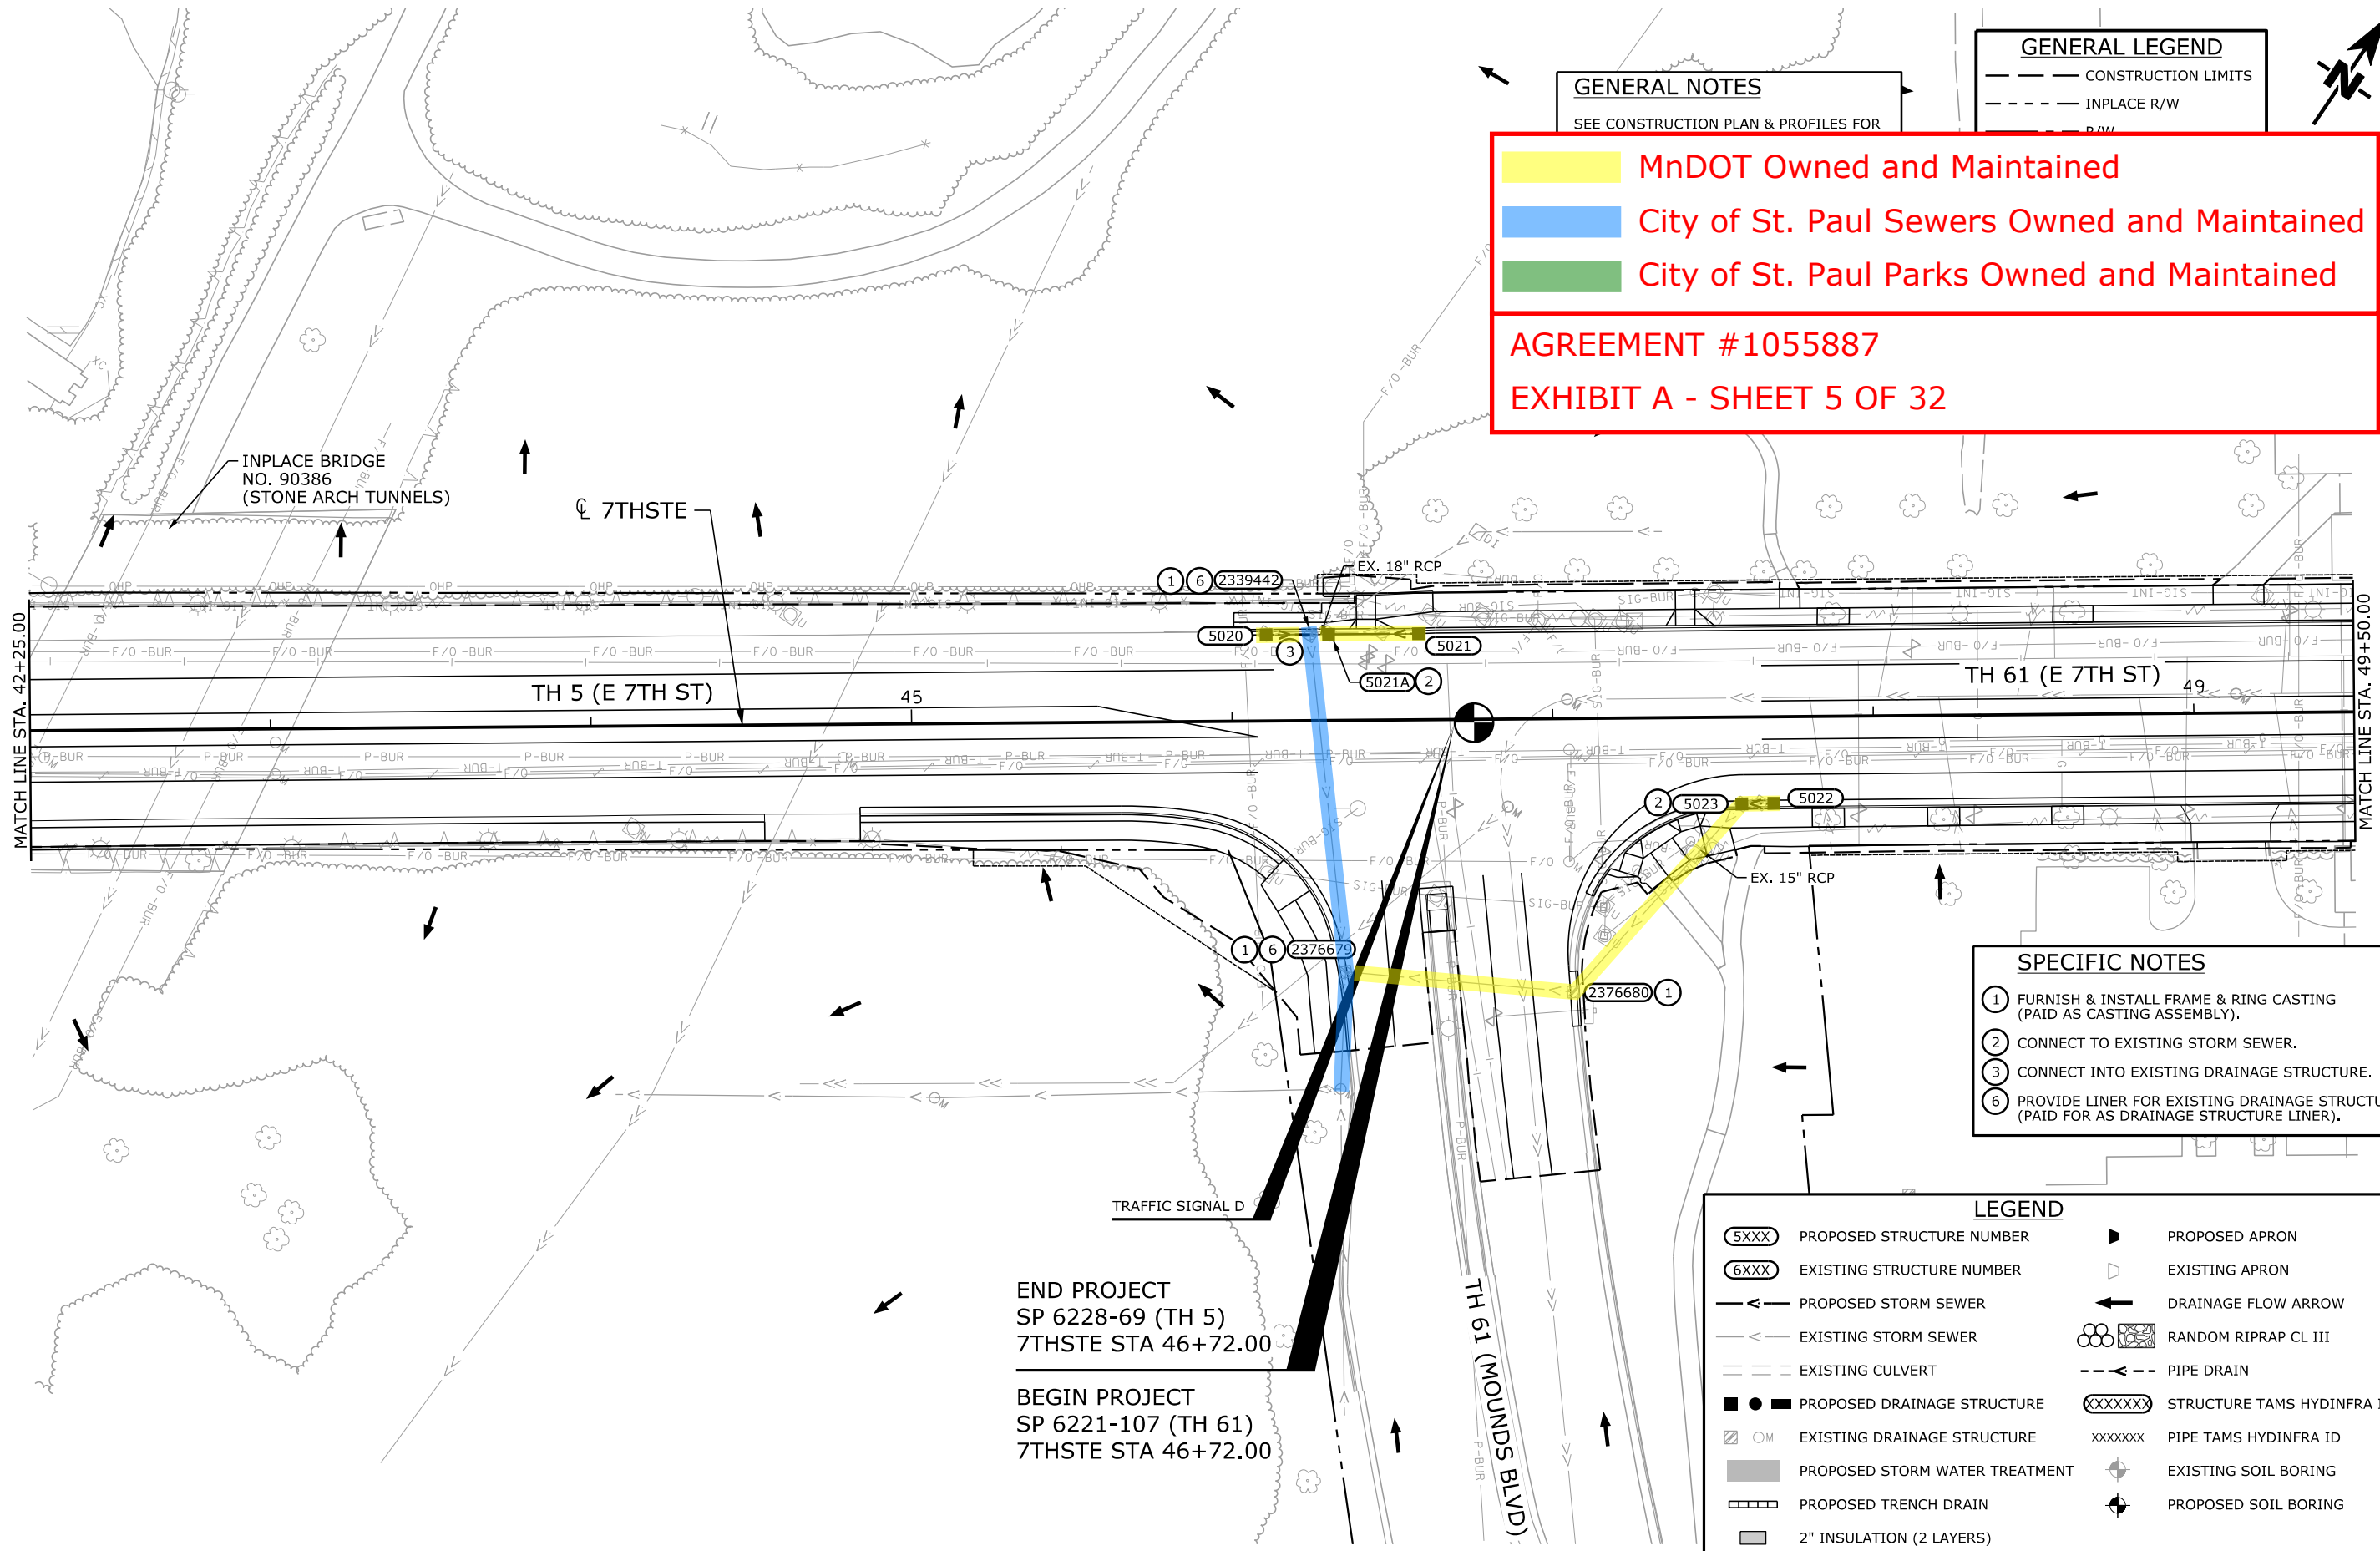 GENERAL NOTES
SEE CONSTRUCTION PLAN & PROFILES FOR
GENERAL LEGEND
CONSTRUCTION LIMITS
INPLACE R/W
R/W
N
MnDOT Owned and Maintained
City of St. Paul Sewers Owned and Maintained
City of St. Paul Parks Owned and Maintained
AGREEMENT #1055887
EXHIBIT A - SHEET 5 OF 32
INPLACE BRIDGE
NO. 90386
(STONE ARCH TUNNELS)
℄ 7THSTE
MATCH LINE STA. 42+25.00
MATCH LINE STA. 49+50.00
1 6 2339442
EX. 18" RCP
5020
3
5021
5021A 2
TH 5 (E 7TH ST)
45
TH 61 (E 7TH ST)
49
2 5023
5022
EX. 15" RCP
1 6 2376679
2376680 1
TRAFFIC SIGNAL D
END PROJECT
SP 6228-69 (TH 5)
7THSTE STA 46+72.00
BEGIN PROJECT
SP 6221-107 (TH 61)
7THSTE STA 46+72.00
TH 61 (MOUNDS BLVD)
SPECIFIC NOTES
1 FURNISH & INSTALL FRAME & RING CASTING
(PAID AS CASTING ASSEMBLY).
2 CONNECT TO EXISTING STORM SEWER.
3 CONNECT INTO EXISTING DRAINAGE STRUCTURE.
6 PROVIDE LINER FOR EXISTING DRAINAGE STRUCTU
(PAID FOR AS DRAINAGE STRUCTURE LINER).
LEGEND
5XXX PROPOSED STRUCTURE NUMBER
6XXX EXISTING STRUCTURE NUMBER
PROPOSED STORM SEWER
EXISTING STORM SEWER
EXISTING CULVERT
PROPOSED DRAINAGE STRUCTURE
M EXISTING DRAINAGE STRUCTURE
PROPOSED STORM WATER TREATMENT
PROPOSED TRENCH DRAIN
2" INSULATION (2 LAYERS)
PROPOSED APRON
EXISTING APRON
DRAINAGE FLOW ARROW
RANDOM RIPRAP CL III
PIPE DRAIN
XXXXXXX STRUCTURE TAMS HYDINFRA I
XXXXXXX PIPE TAMS HYDINFRA ID
EXISTING SOIL BORING
PROPOSED SOIL BORING